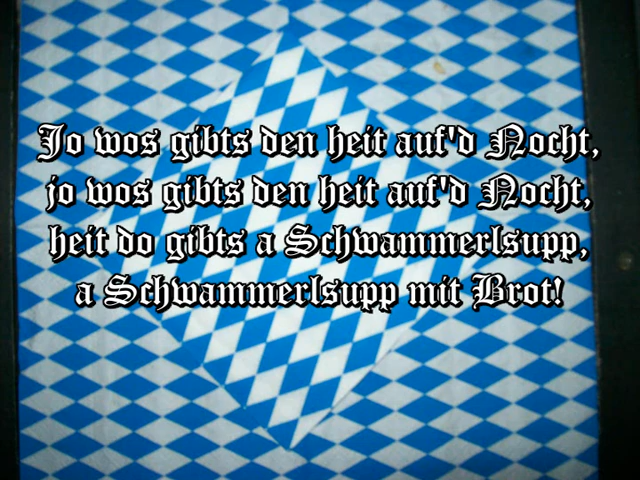 Jo wos gibts den heit auf'd Nocht,
jo wos gibts den heit auf'd Nocht,
heit do gibts a Schwammerlsupp,
a Schwammerlsupp mit Brot!